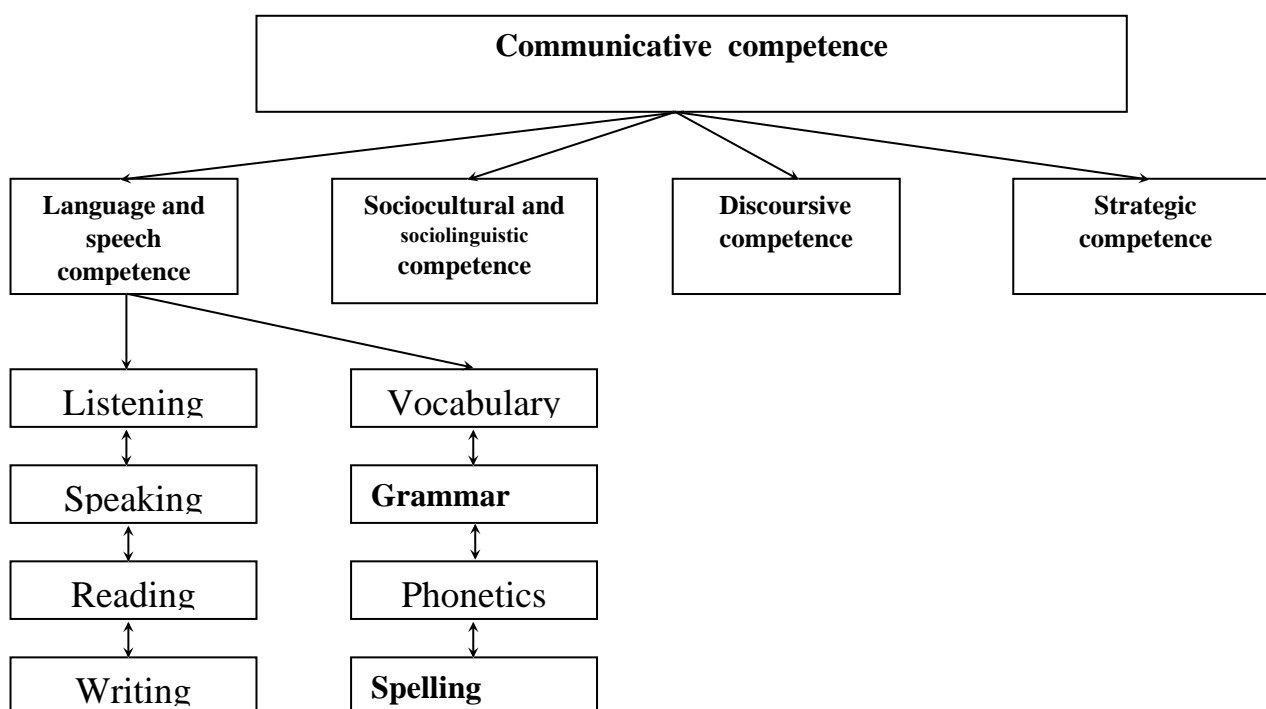 Communicative competence
Language and
speech
competence
Sociocultural and
sociolinguistic
competence
Discoursive
competence
Strategic
competence
Listening
Vocabulary
Speaking
Grammar
Reading
Phonetics
Writing
Spelling